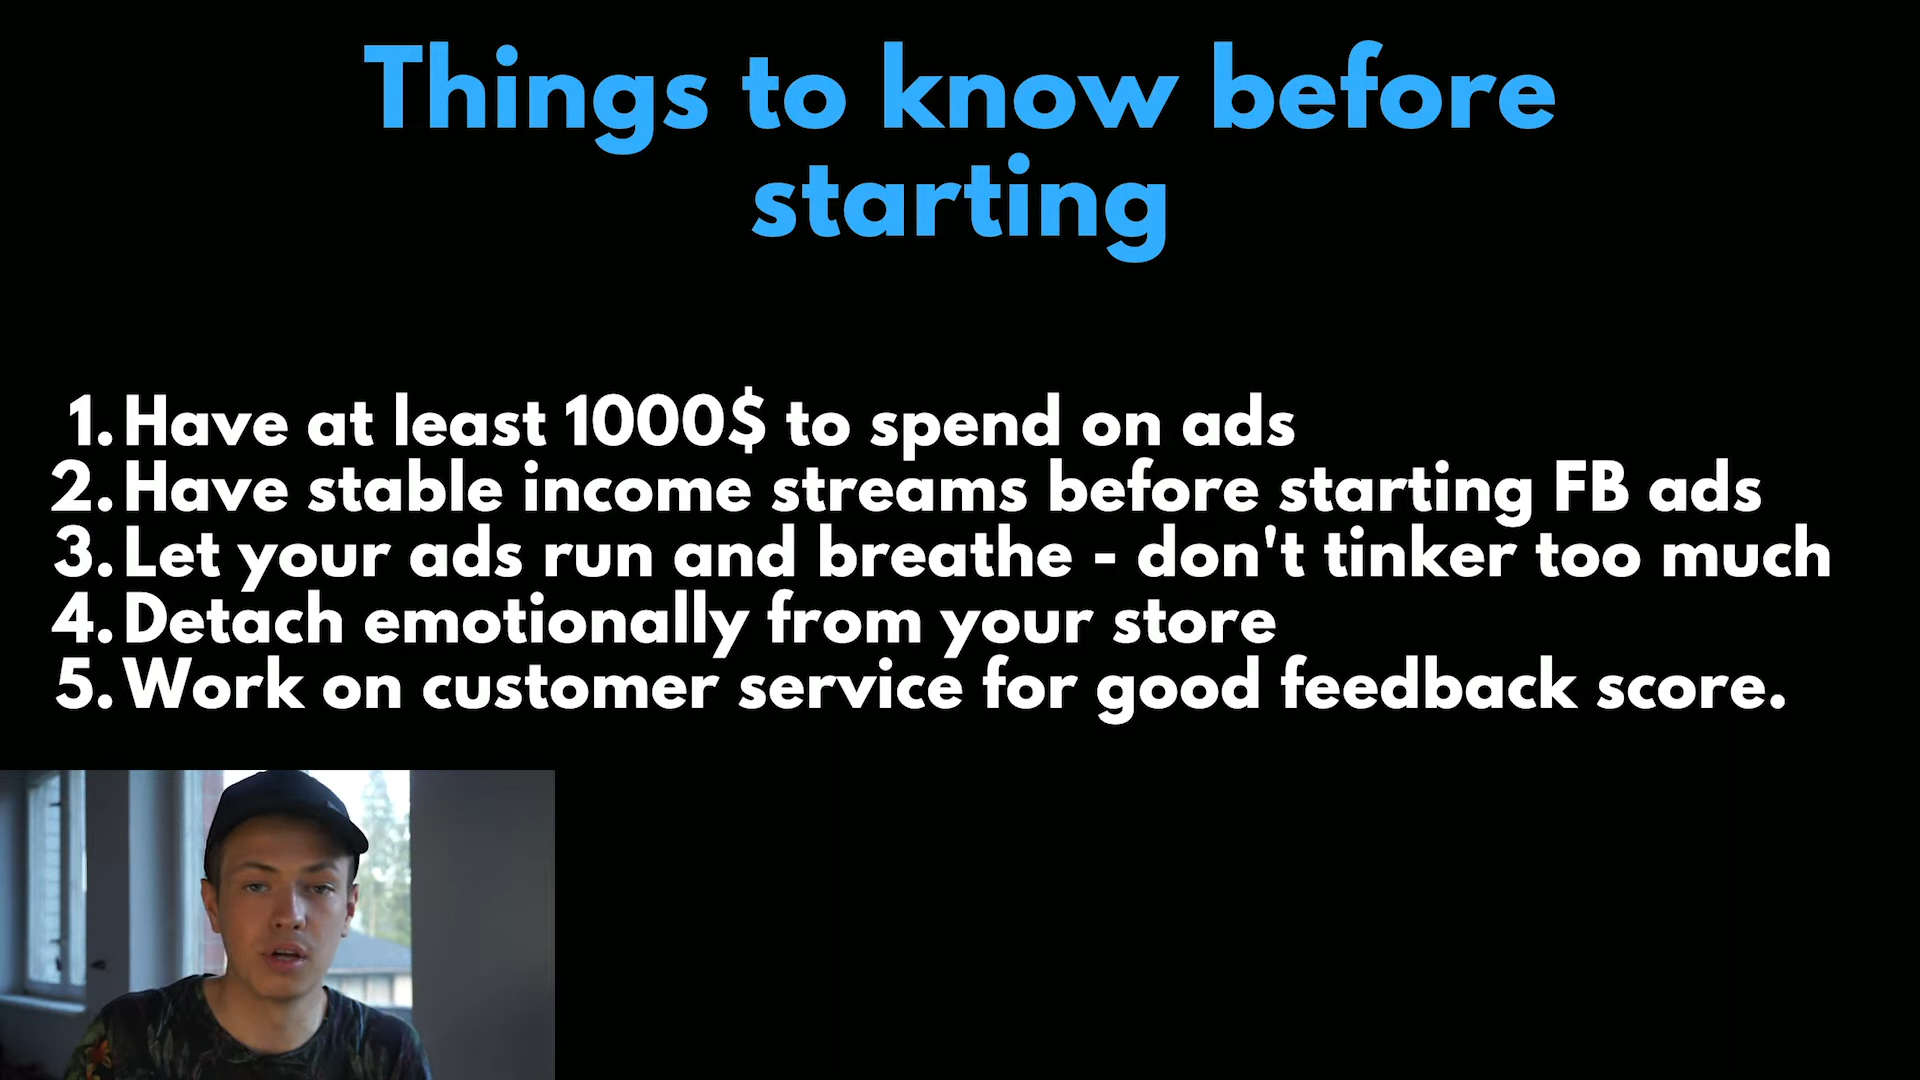 Things to know before
starting
1. Have at least 1000$ to spend on ads
2. Have stable income streams before starting FB ads
3. Let your ads run and breathe - don't tinker too much
4. Detach emotionally from your store
5. Work on customer service for good feedback score.